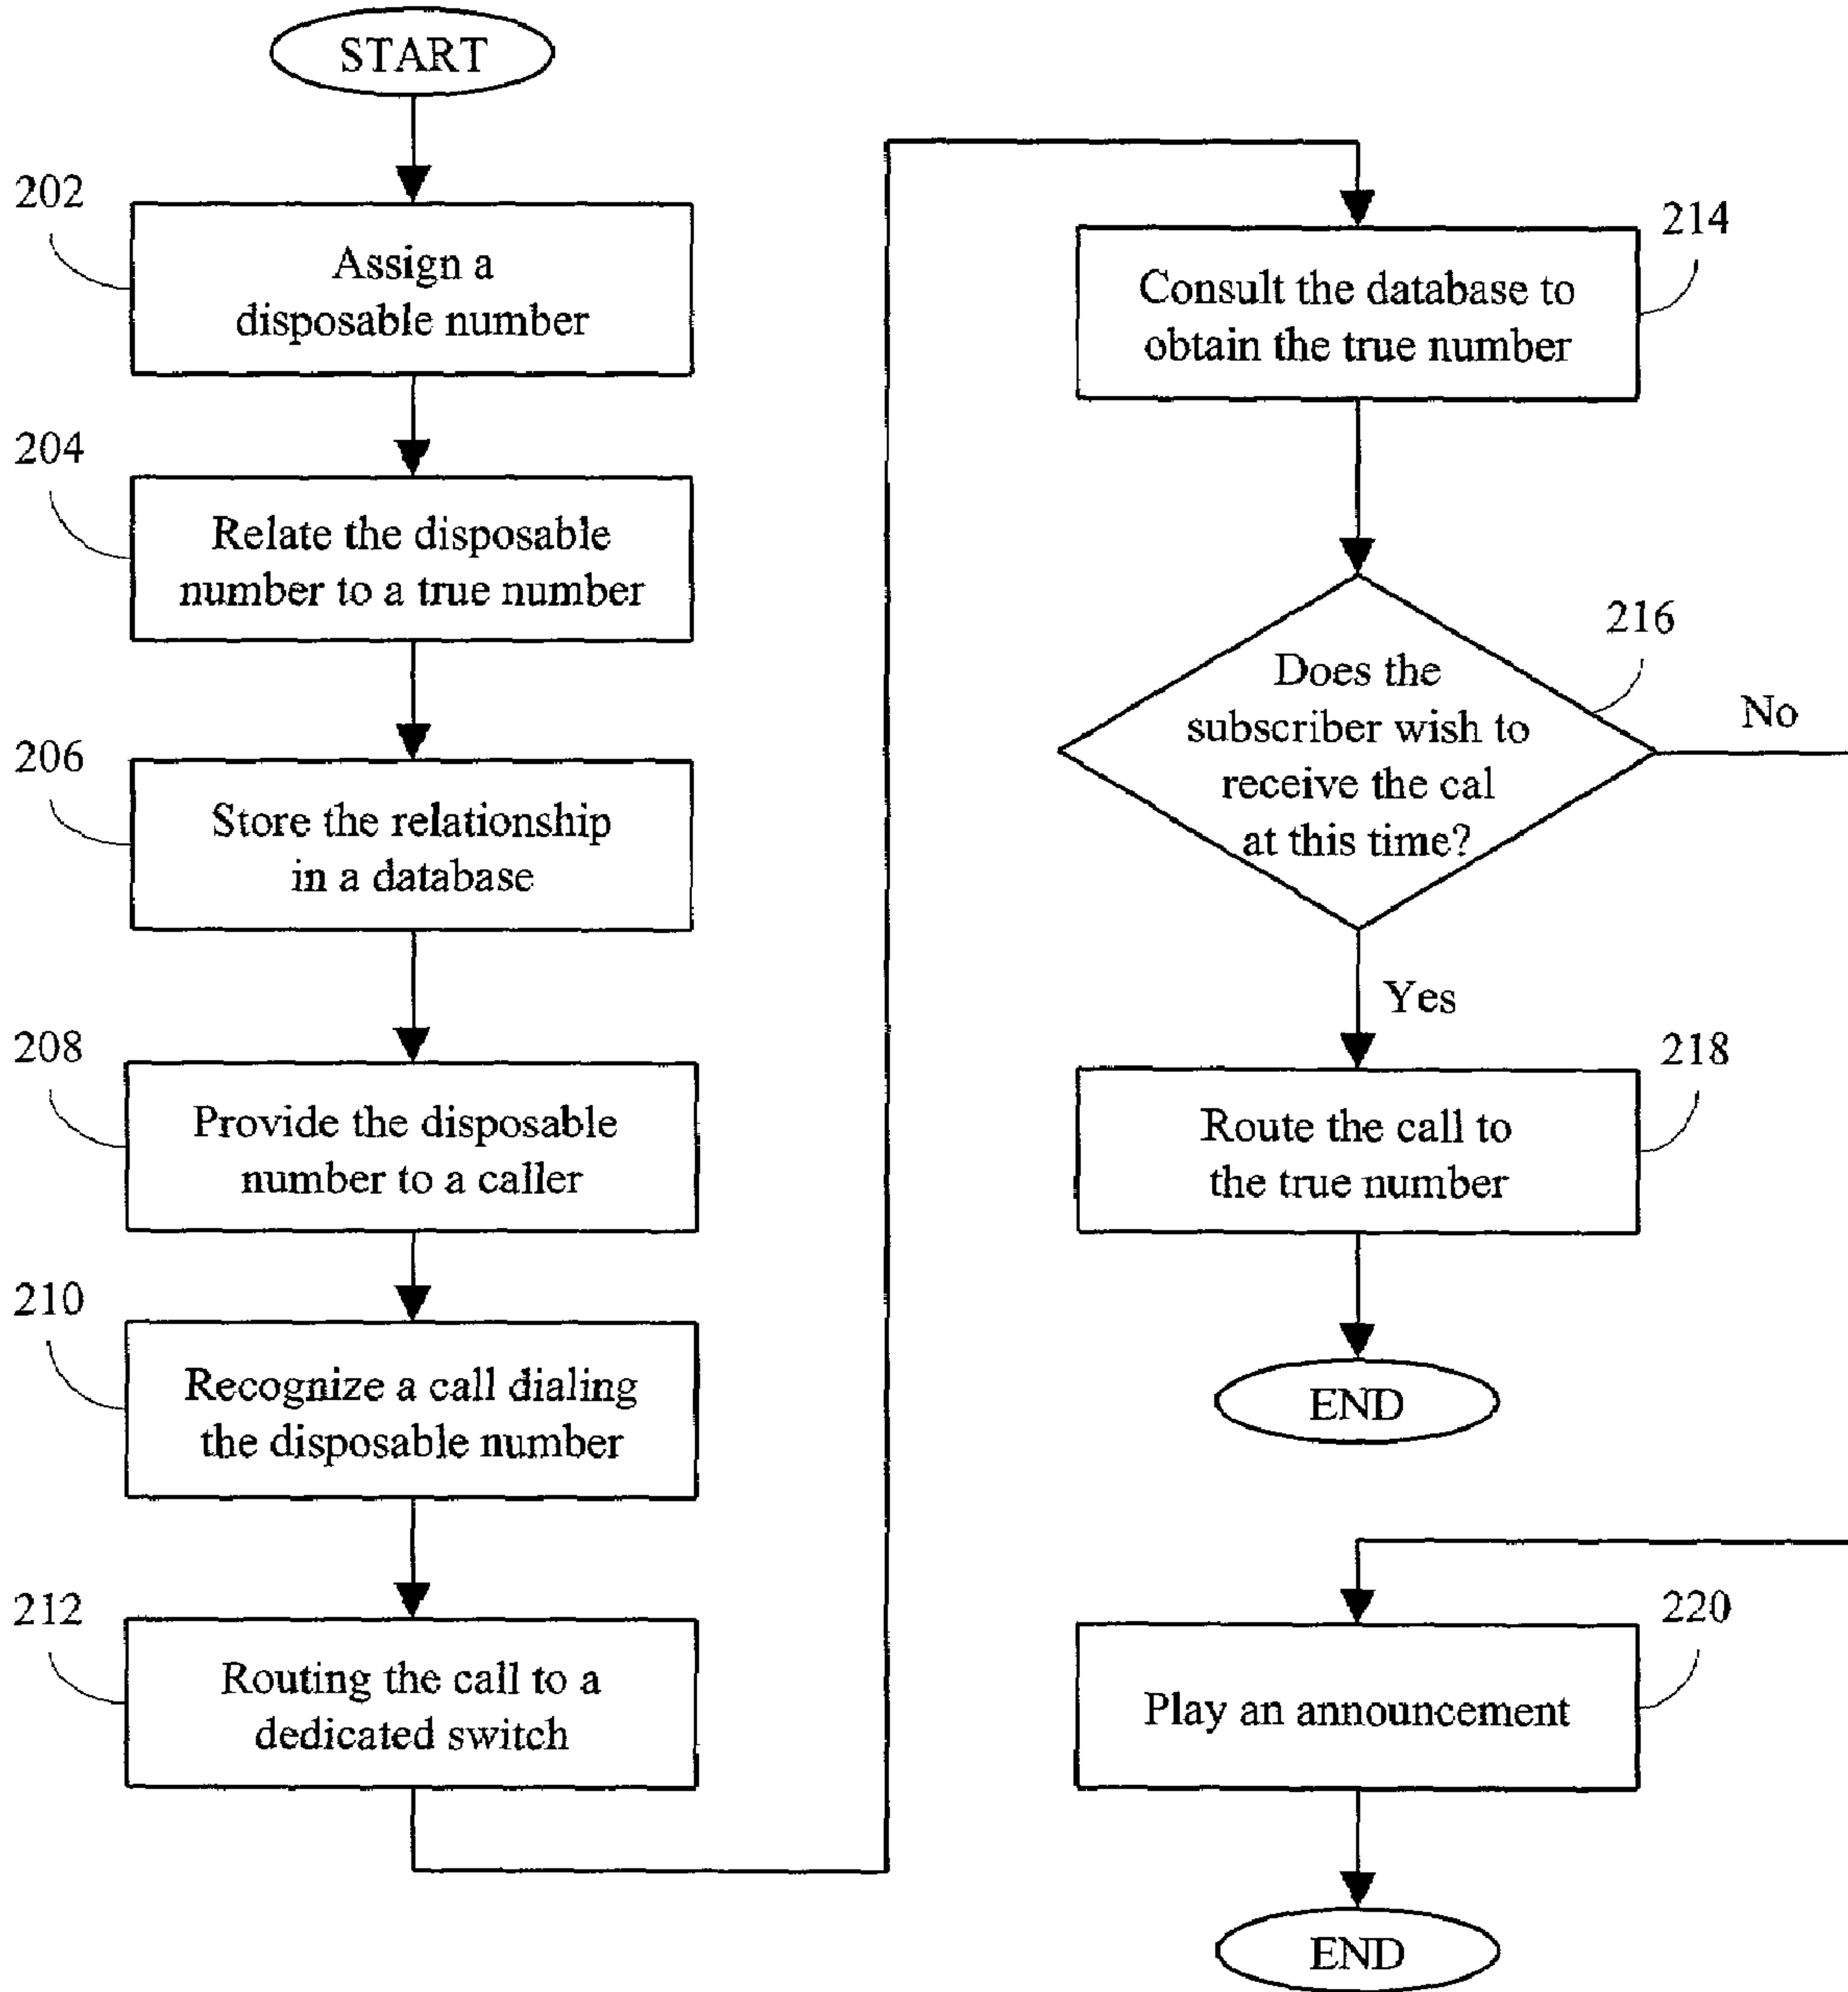 START
202
Assign a
disposable number
204
Relate the disposable
number to a true number
206
Store the relationship
in a database
208
Provide the disposable
number to a caller
210
Recognize a call dialing
the disposable number
212
Routing the call to a
dedicated switch
214
Consult the database to
obtain the true number
216
Does the
subscriber wish to
receive the cal
at this time?
No
Yes
218
Route the call to
the true number
END
220
Play an announcement
END